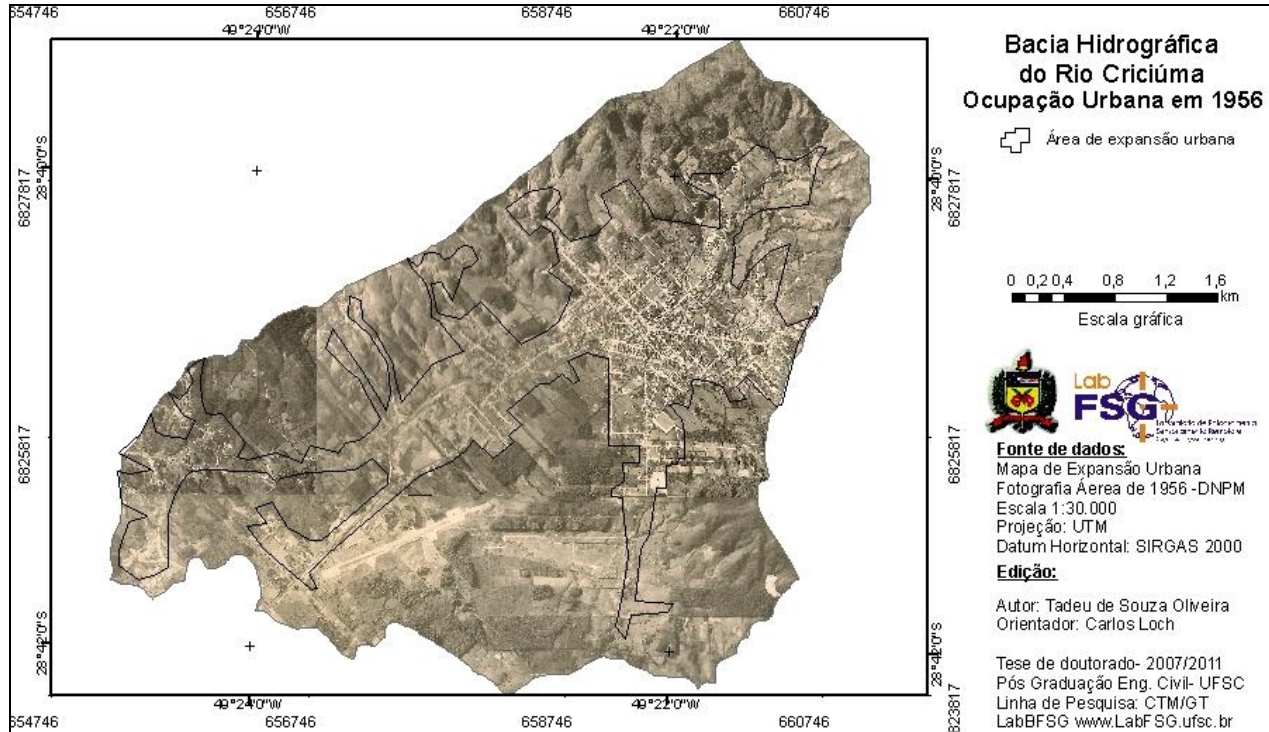 654746
656746
658746
660746
49°24'0"W
49°22'0"W
28°40'0"S
6827817
28°40'0"S
6827817
6825817
6825817
28°42'0"S
28°42'0"S
6823817
49°24'0"W
49°22'0"W
654746
656746
658746
660746
Bacia Hidrográfica
do Rio Criciúma
Ocupação Urbana em 1956
Área de expansão urbana
0 0,2 0,4 0,8 1,2 1,6
km
Escala gráfica
Lab
FSG
Fonte de dados:
Mapa de Expansão Urbana
Fotografia Áerea de 1956 -DNPM
Escala 1:30.000
Projeção: UTM
Datum Horizontal: SIRGAS 2000
Edição:
Autor: Tadeu de Souza Oliveira
Orientador: Carlos Loch
Tese de doutorado- 2007/2011
Pós Graduação Eng. Civil- UFSC
Linha de Pesquisa: CTM/GT
LabBFSG www.LabFSG.ufsc.br